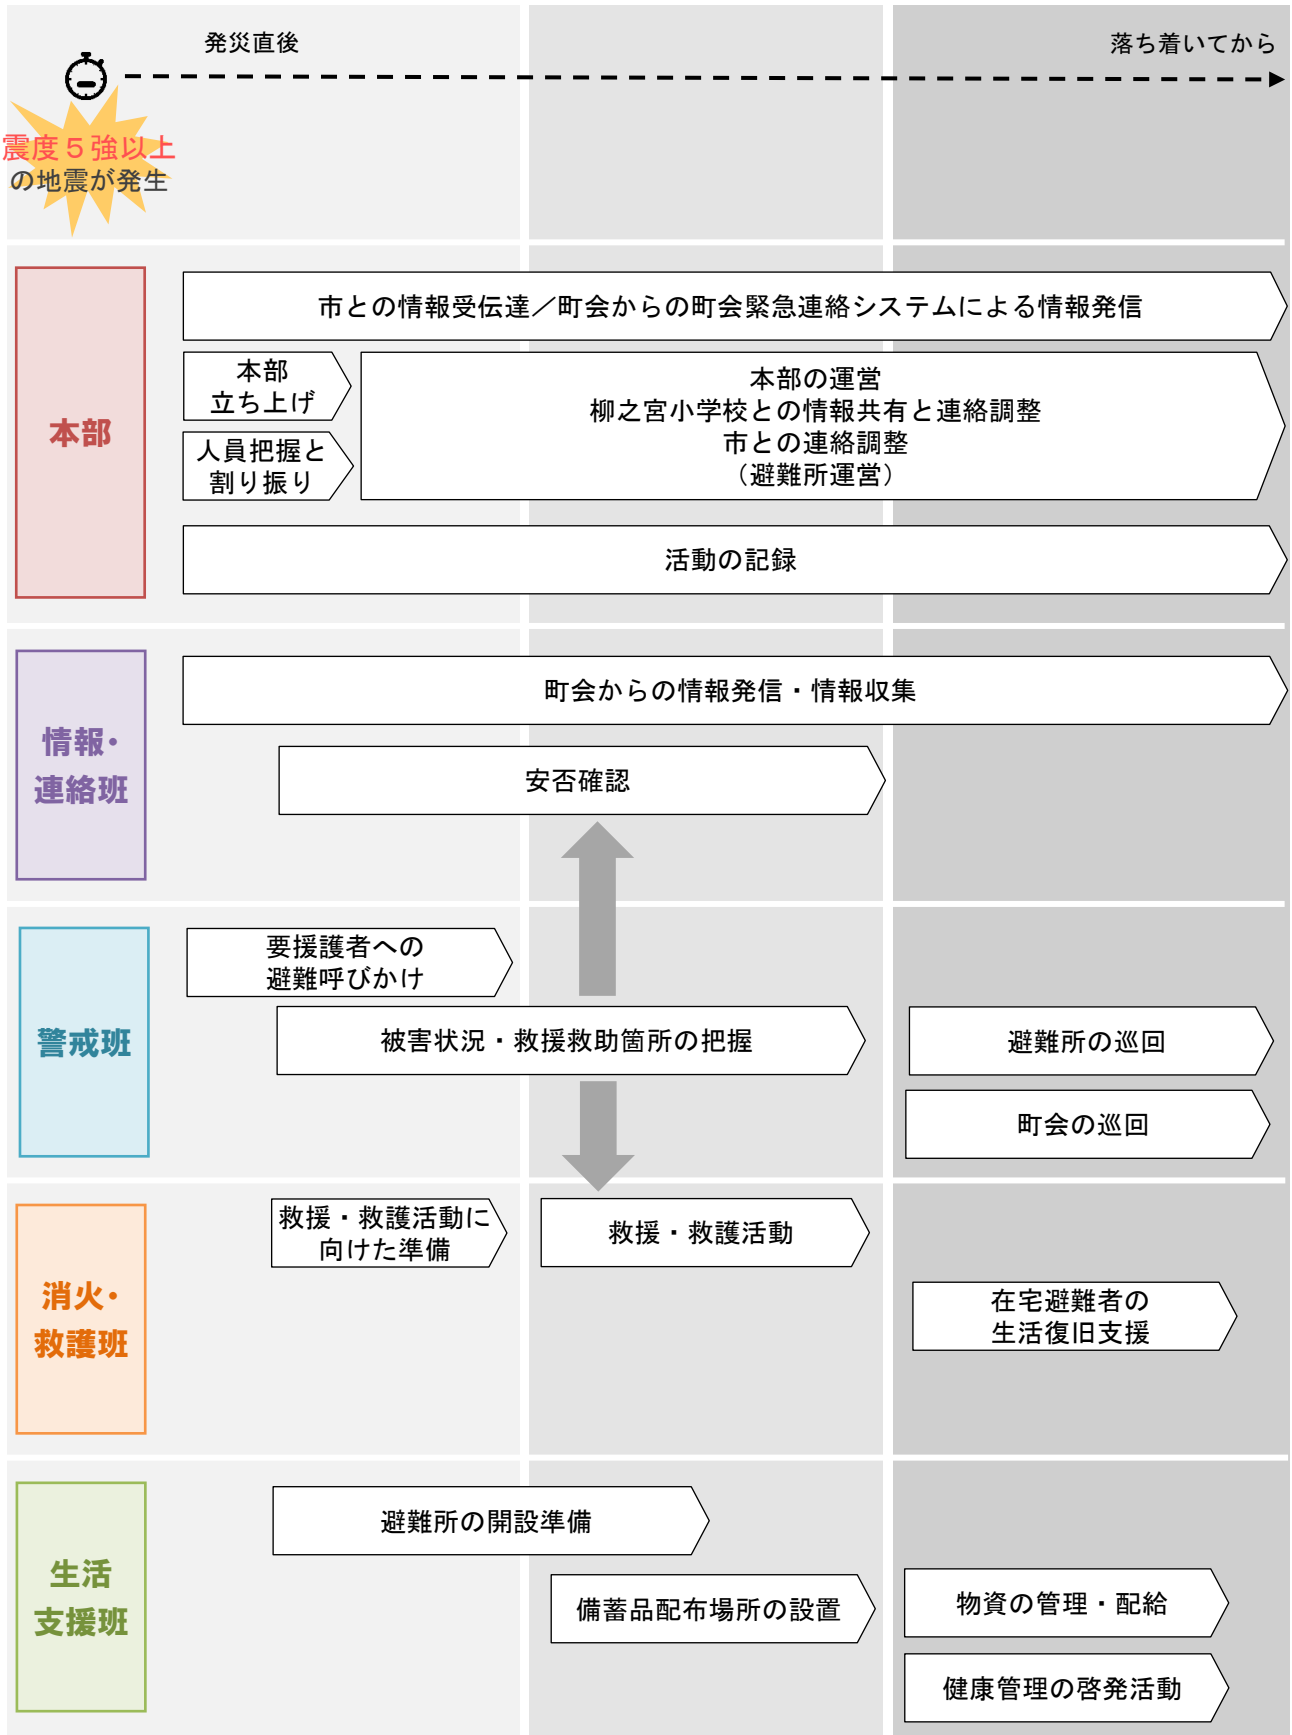 発災直後
落ち着いてから
震度５強以上
の地震が発生
本部
市との情報受伝達／町会からの町会緊急連絡システムによる情報発信
本部
立ち上げ
人員把握と
割り振り
本部の運営
柳之宮小学校との情報共有と連絡調整
市との連絡調整
（避難所運営）
活動の記録
情報・
連絡班
町会からの情報発信・情報収集
安否確認
警戒班
要援護者への
避難呼びかけ
被害状況・救援救助箇所の把握
避難所の巡回
町会の巡回
消火・
救護班
救援・救護活動に
向けた準備
救援・救護活動
在宅避難者の
生活復旧支援
生活
支援班
避難所の開設準備
備蓄品配布場所の設置
物資の管理・配給
健康管理の啓発活動